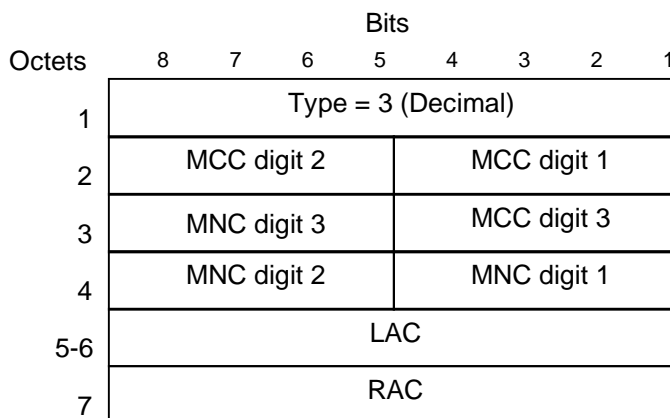 Bits
Octets 8 7 6 5 4 3 2 1
1 Type = 3 (Decimal)
2 MCC digit 2 MCC digit 1
3 MNC digit 3 MCC digit 3
4 MNC digit 2 MNC digit 1
5-6 LAC
7 RAC